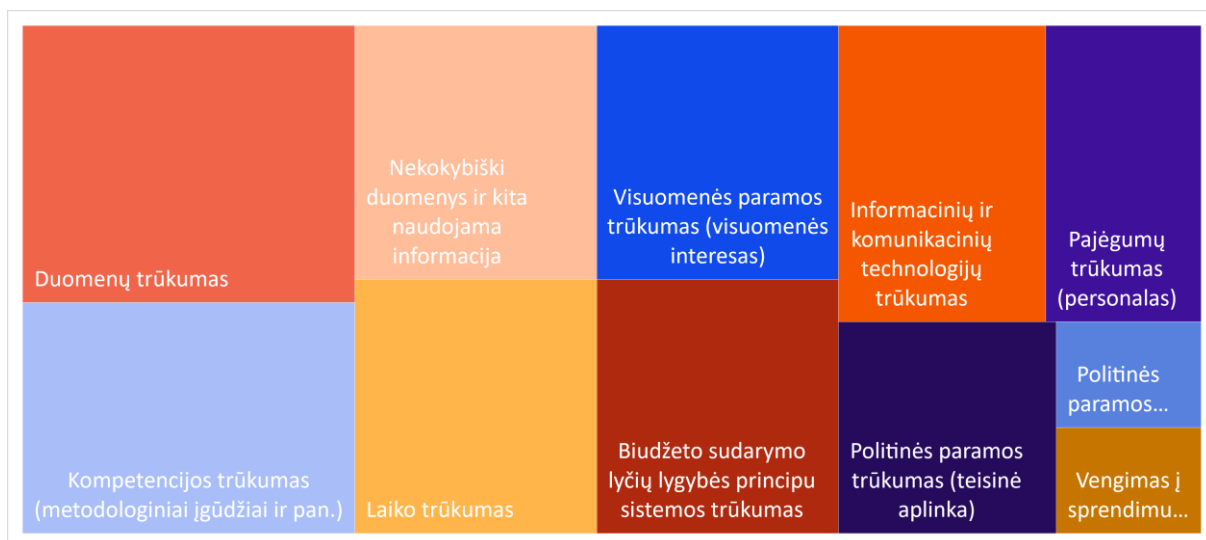 Duomenų trūkumas
Kompetencijos trūkumas
(metodologiniai įgūdžiai ir pan.)
Nekokybiški
duomenys ir kita
naudojama
informacija
Laiko trūkumas
Visuomenės paramos
trūkumas (visuomenės
interesas)
Biudžeto sudarymo
lyčių lygybės principu
sistemos trūkumas
Informacinių ir
komunikacinių
technologijų
trūkumas
Pajėgumų
trūkumas
(personalas)
Politinės paramos
trūkumas (teisinė
aplinka)
Politinės
paramos...
Vengimas į
sprendimu...